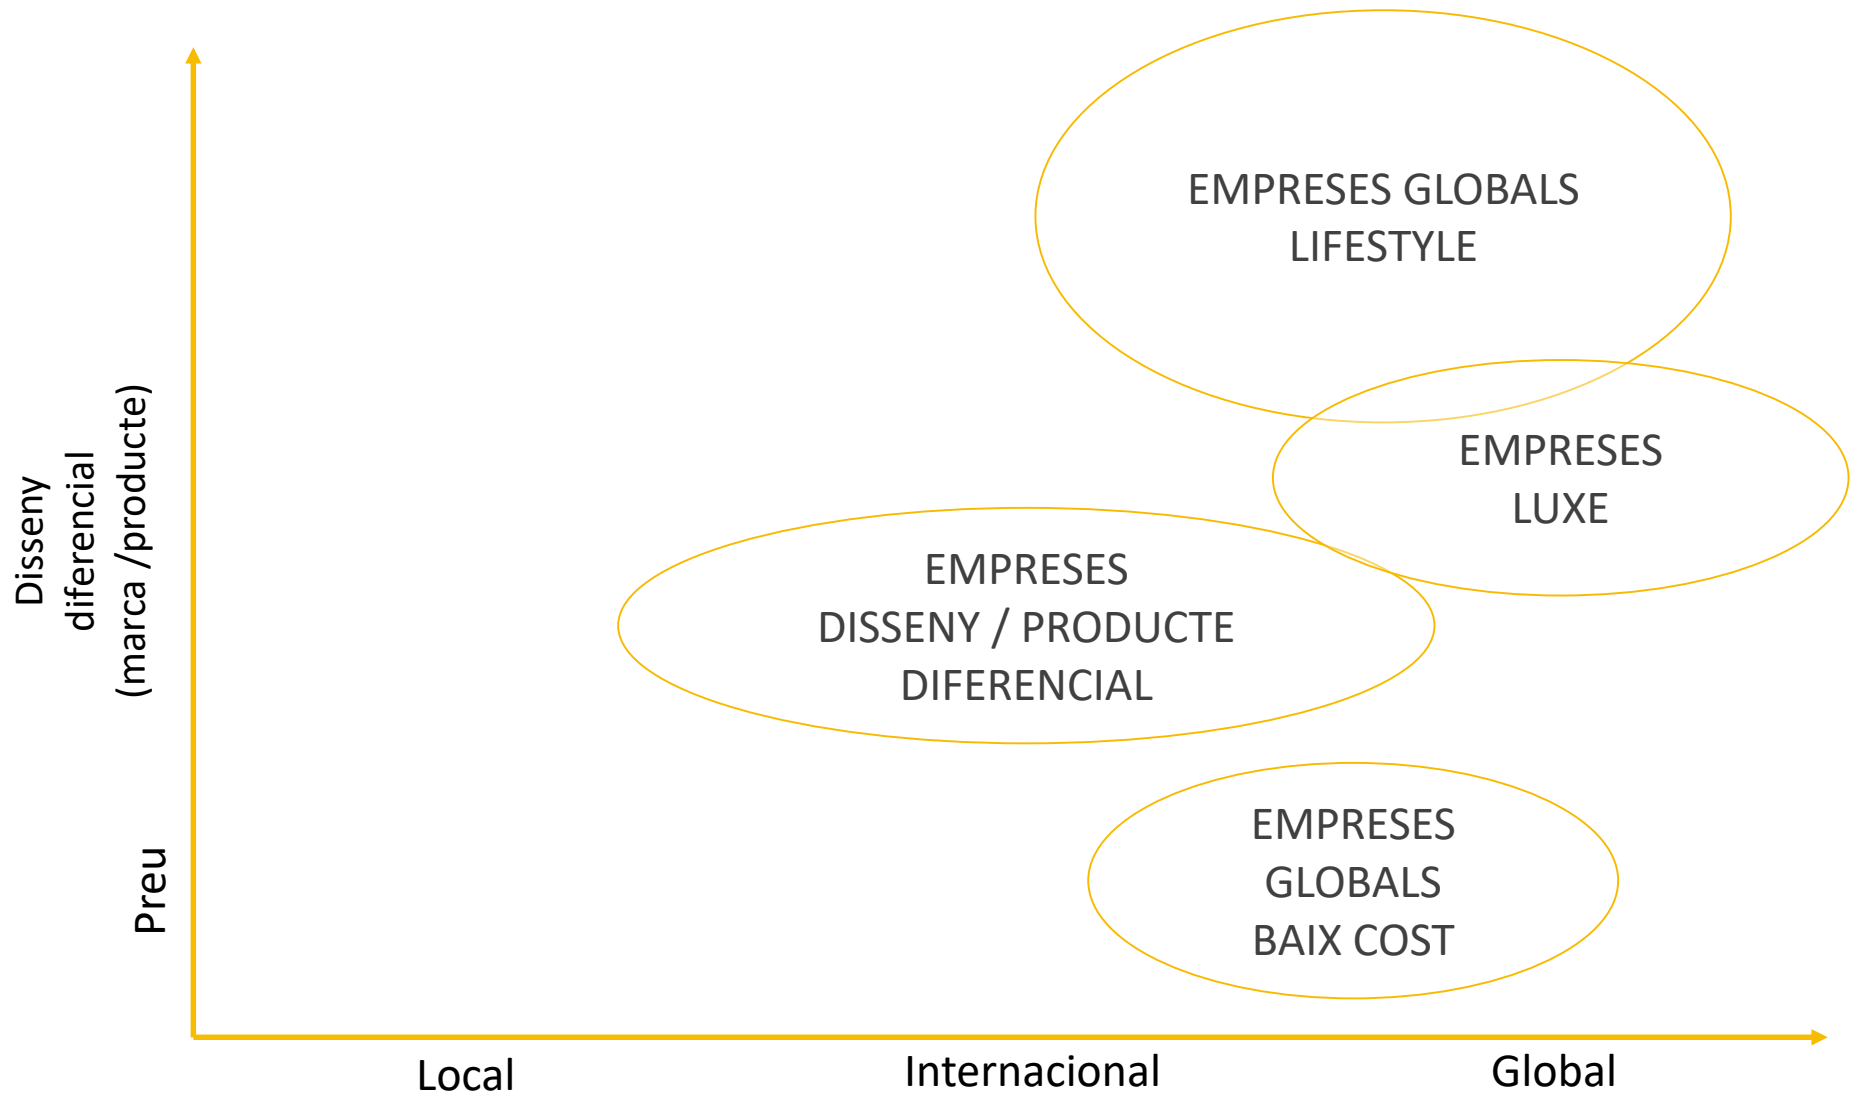 EMPRESES GLOBALS
LIFESTYLE
EMPRESES
LUXE
Disseny
diferencial
(marca /producte)
EMPRESES
DISSENY / PRODUCTE
DIFERENCIAL
Preu
EMPRESES
GLOBALS
BAIX COST
Local
Internacional
Global